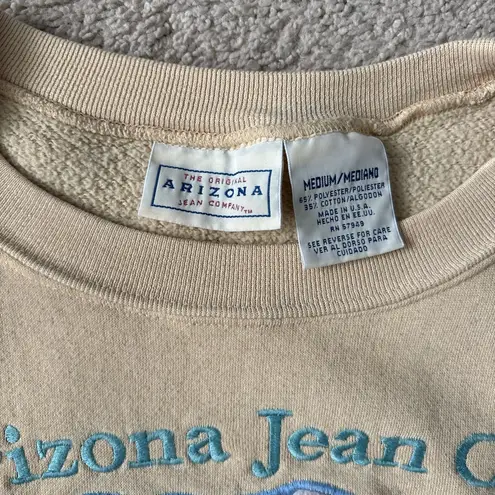 THE ORIGINAL
ARIZONA
JEAN COMPANY™
MEDIUM/MEDIANO
65% POLYESTER/POLIESTER
35% COTTON/ALGODON
MADE IN U.S.A.
HECHO EN EE.UU.
RN 57949
SEE REVERSE FOR CARE
VER AL DORSO PARA
CUIDADO
izona Jean C